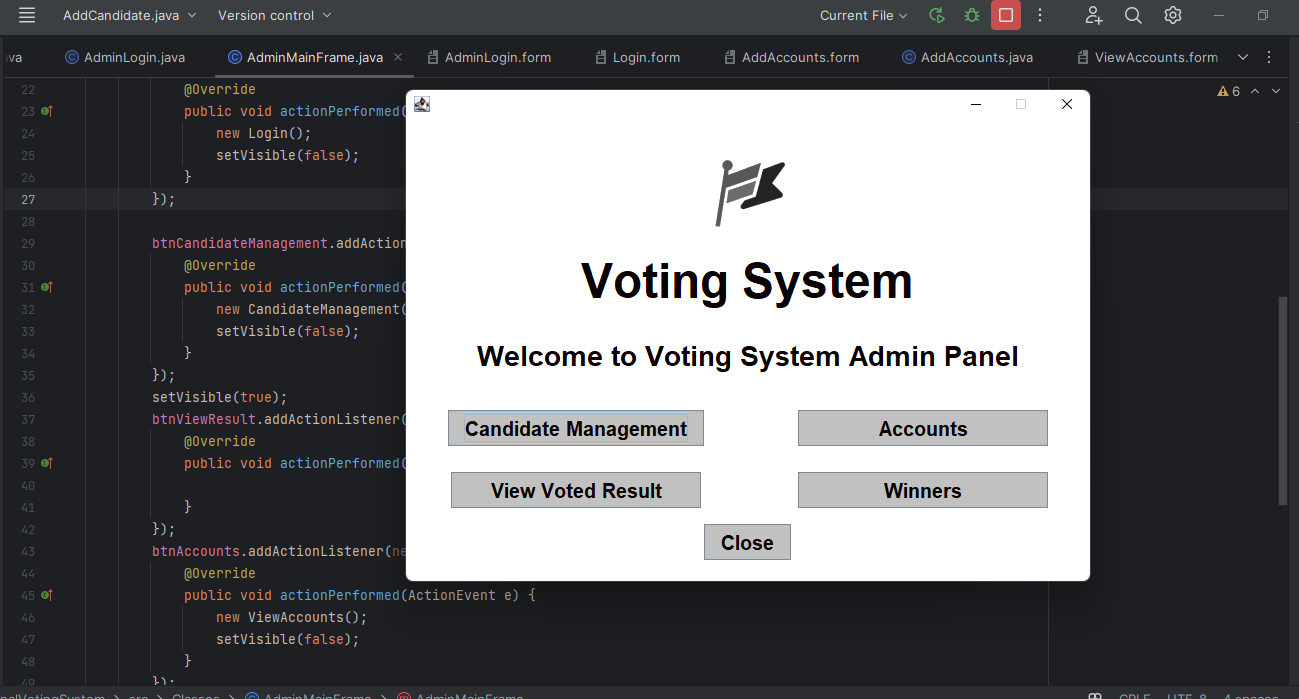 AddCandidate.java Version control Current File
ava AdminLogin.java AdminMainFrame.java AdminLogin.form Login.form AddAccounts.form AddAccounts.java ViewAccounts.form
22 @Override
23 public void actionPerformed(
24 new Login();
25 setVisible(false);
26 }
27 });
28
29 btnCandidateManagement.addAction
30 @Override
31 public void actionPerformed(
32 new CandidateManagement(
33 setVisible(false);
34 }
35 });
36 setVisible(true);
37 btnViewResult.addActionListener(
38 @Override
39 public void actionPerformed(
40
41 }
42 });
43 btnAccounts.addActionListener(ne
44 @Override
45 public void actionPerformed(ActionEvent e) {
46 new ViewAccounts();
47 setVisible(false);
48 }
49 });
6
Voting System
Welcome to Voting System Admin Panel
Candidate Management Accounts
View Voted Result Winners
Close
nalVotingSystem > src > Classes > AdminMainFrame > AdminMainFrame CRLF UTF-8 4 spaces